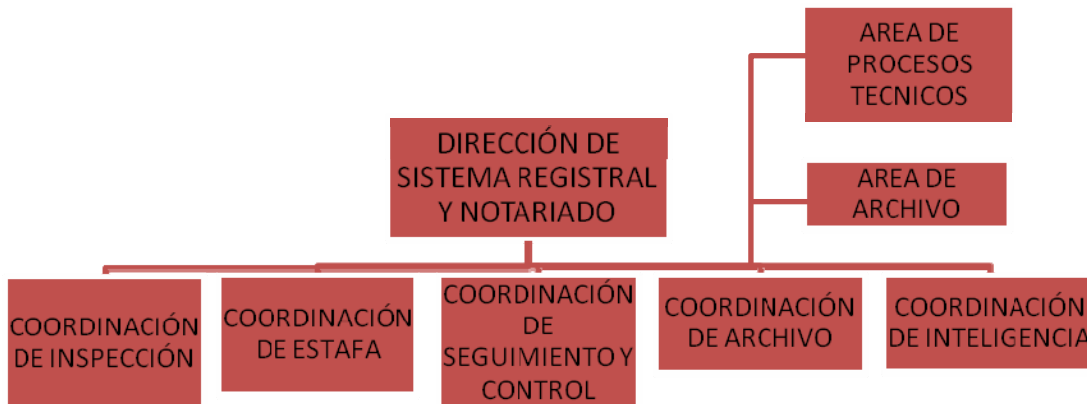 AREA DE
PROCESOS
TECNICOS
DIRECCIÓN DE
SISTEMA REGISTRAL
Y NOTARIADO
AREA DE
ARCHIVO
COORDINACIÓN
DE INSPECCIÓN
COORDINACIÓN
DE ESTAFA
COORDINACIÓN
DE
SEGUIMIENTO Y
CONTROL
COORDINACIÓN
DE ARCHIVO
COORDINACIÓN
DE INTELIGENCIA